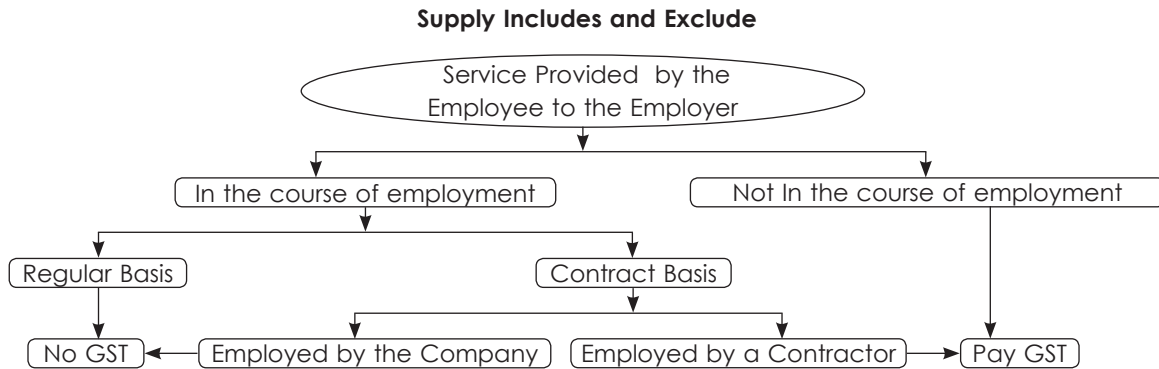 Supply Includes and Exclude
Service Provided by the
Employee to the Employer
In the course of employment
Not In the course of employment
Regular Basis
Contract Basis
No GST
Employed by the Company
Employed by a Contractor
Pay GST